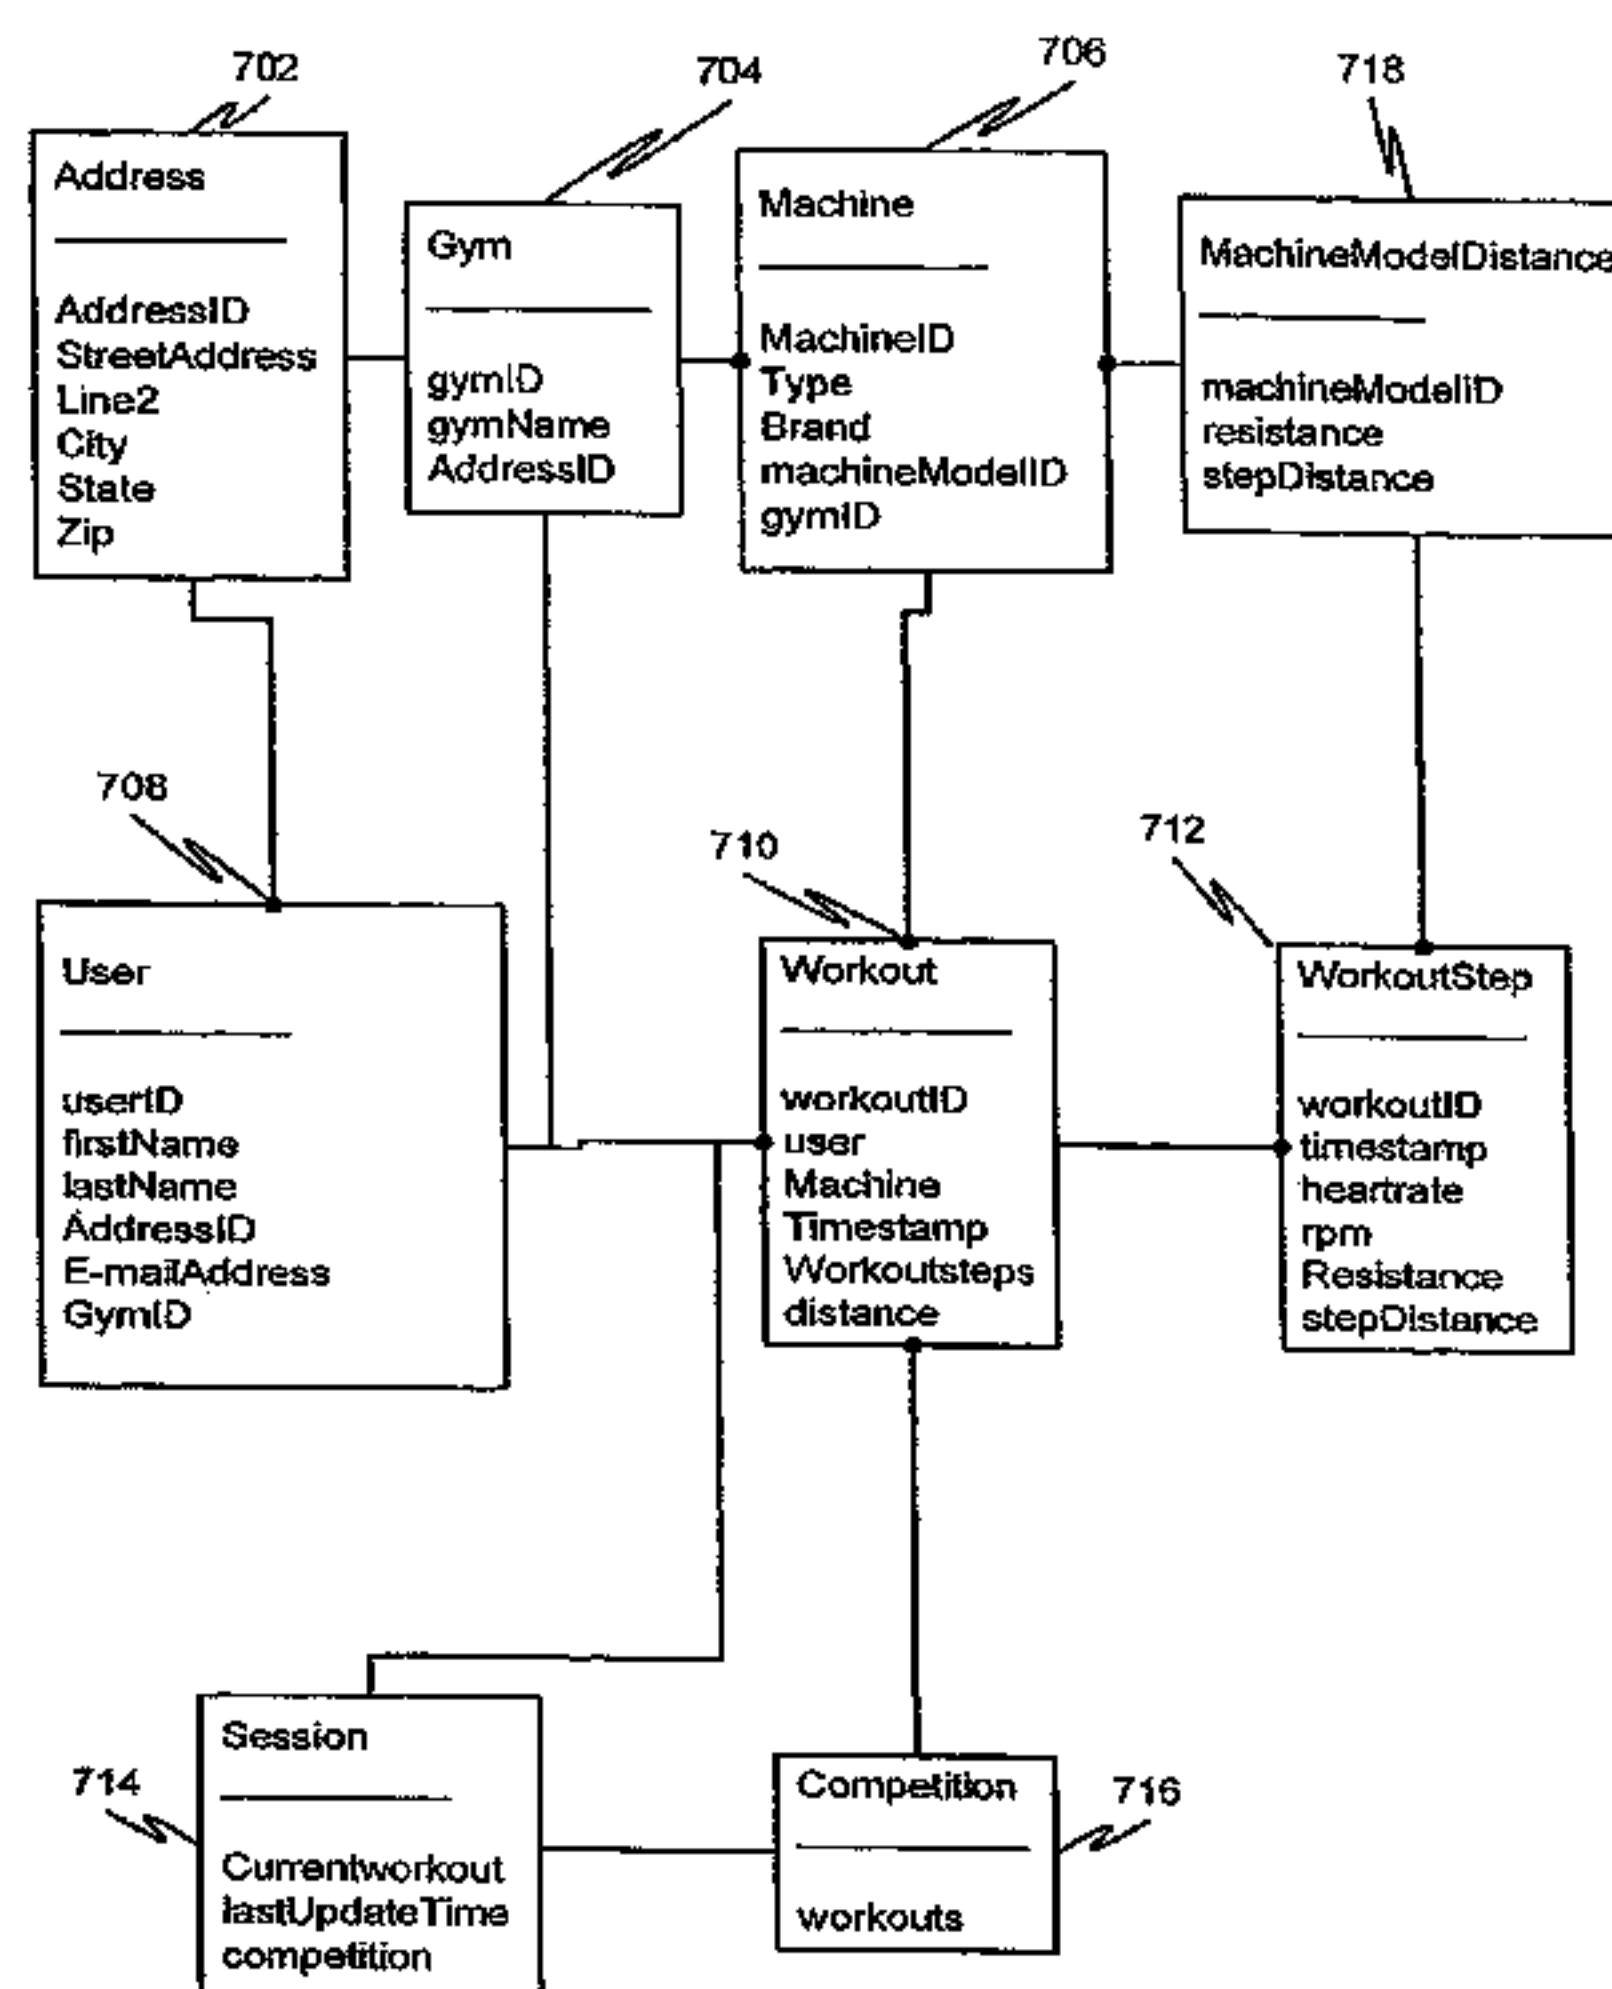 702
704
706
718
Address
AddressID
StreetAddress
Line2
City
State
Zip
Gym
gymID
gymName
AddressID
Machine
MachineID
Type
Brand
machineModelID
gymID
MachineModelDistance
machineModelID
resistance
stepDistance
708
710
712
User
userID
firstName
lastName
AddressID
E-mailAddress
GymID
Workout
workoutID
user
Machine
Timestamp
Workoutsteps
distance
WorkoutStep
workoutID
timestamp
heartrate
rpm
Resistance
stepDistance
714
Session
Currentworkout
lastUpdateTime
competition
Competition
workouts
716